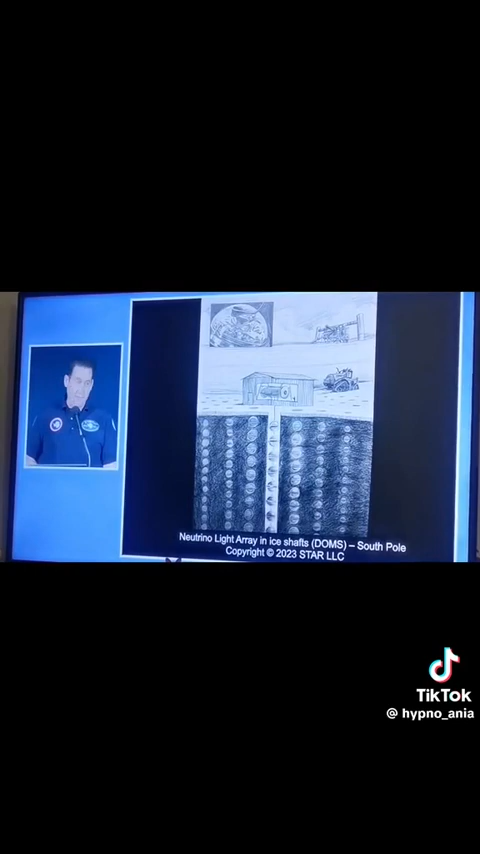 Neutrino Light Array in ice shafts (DOMS) – South Pole
Copyright © 2023 STAR LLC
TikTok
@ hypno_ania